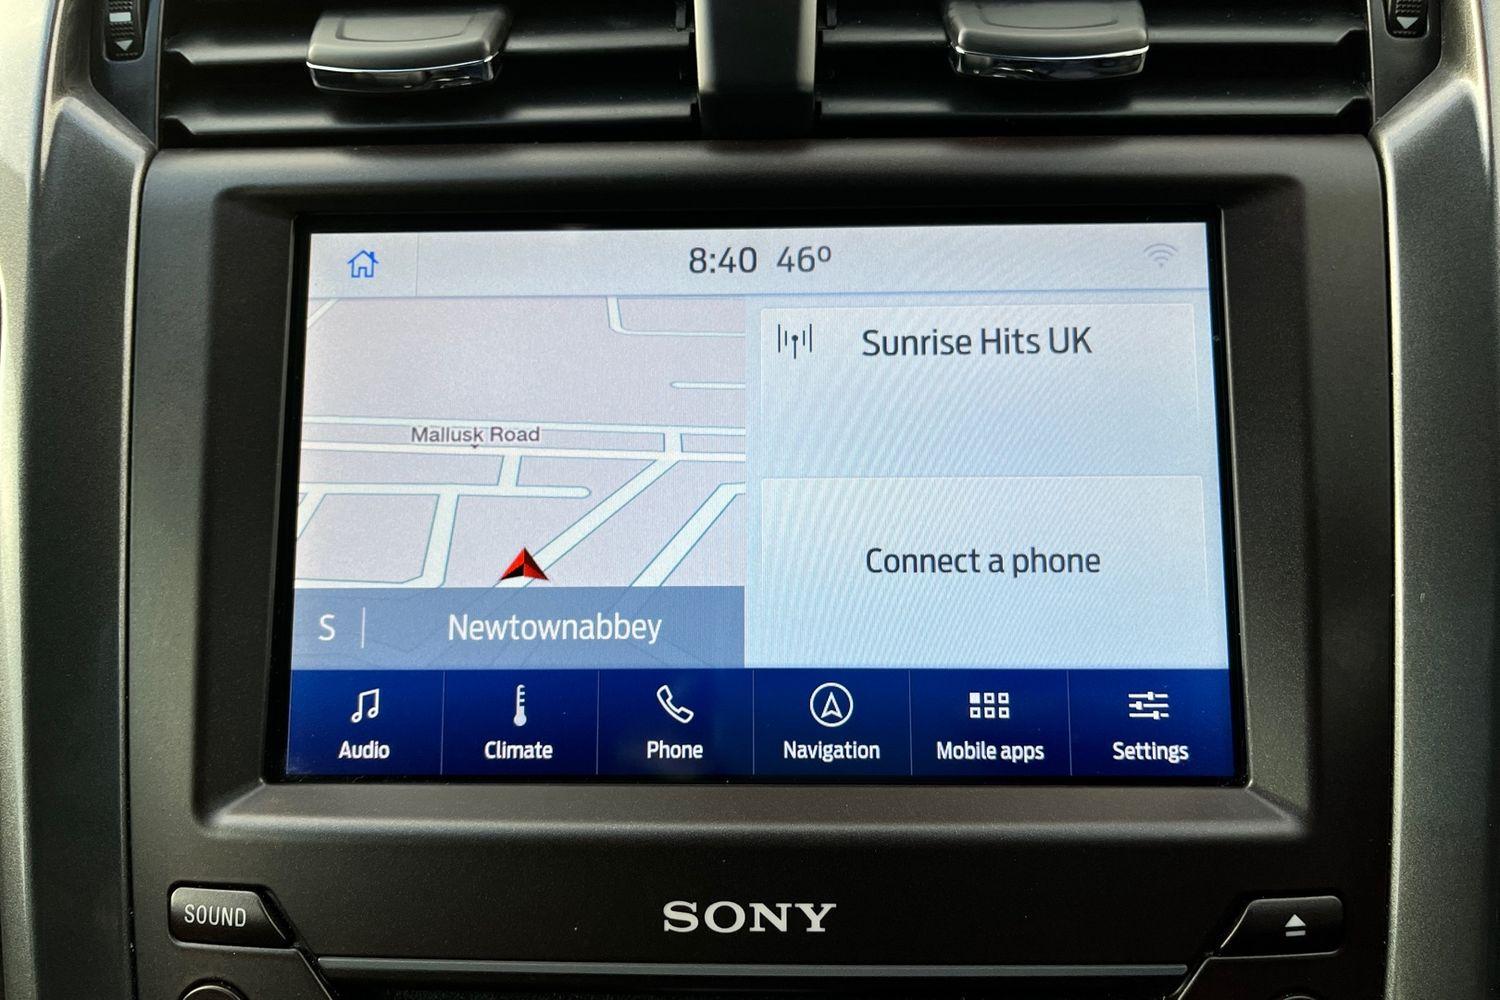 8:40 46º
Sunrise Hits UK
Mallusk Road
Connect a phone
S Newtownabbey
Audio Climate Phone Navigation Mobile apps Settings
SOUND SONY